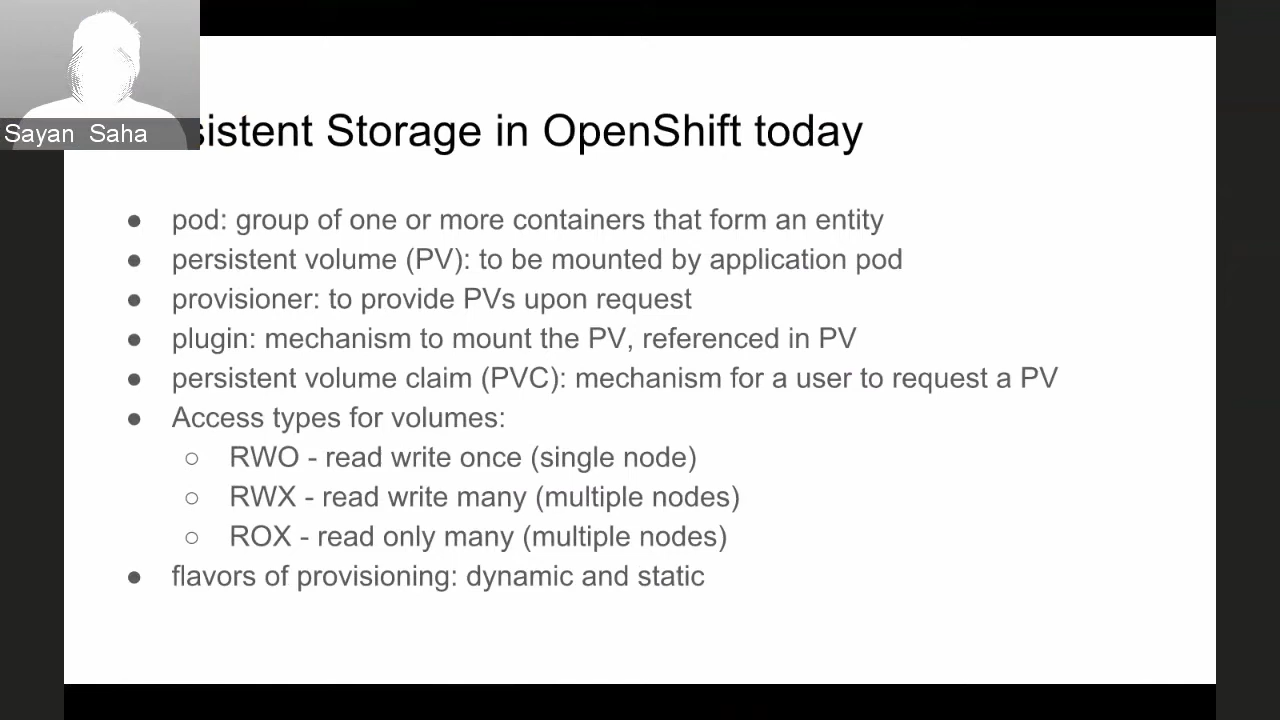 Sayan Saha
sistent Storage in OpenShift today
● pod: group of one or more containers that form an entity
● persistent volume (PV): to be mounted by application pod
● provisioner: to provide PVs upon request
● plugin: mechanism to mount the PV, referenced in PV
● persistent volume claim (PVC): mechanism for a user to request a PV
● Access types for volumes:
○ RWO - read write once (single node)
○ RWX - read write many (multiple nodes)
○ ROX - read only many (multiple nodes)
● flavors of provisioning: dynamic and static